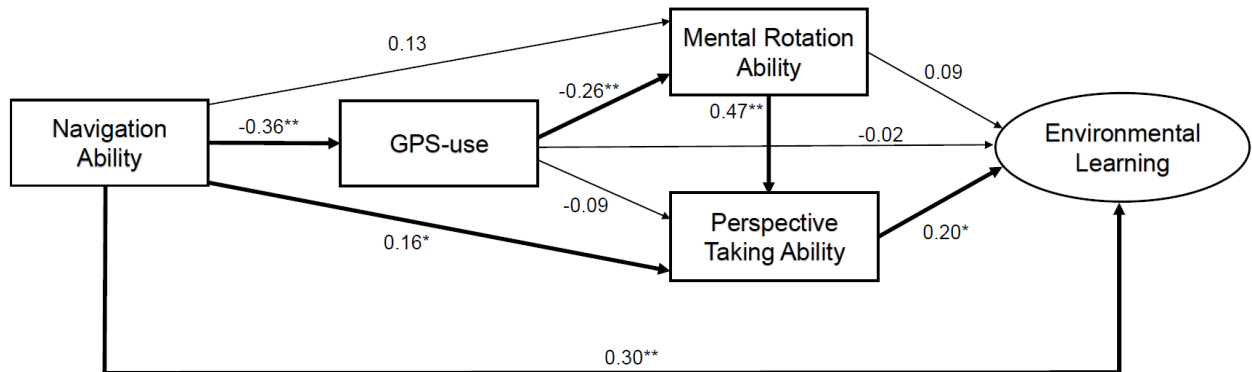 0.13
Mental Rotation
Ability
0.09
-0.26**
Navigation
Ability
-0.36**
GPS-use
0.47**
-0.02
Environmental
Learning
-0.09
0.16*
Perspective
Taking Ability
0.20*
0.30**